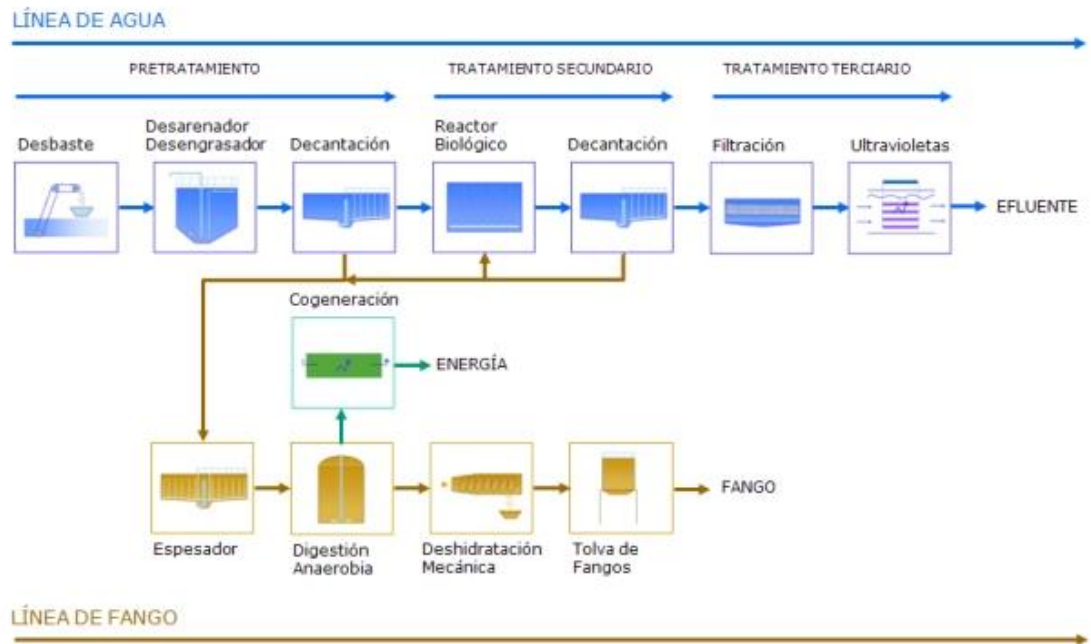 LÍNEA DE AGUA
PRETRATAMIENTO
TRATAMIENTO SECUNDARIO
TRATAMIENTO TERCIARIO
Desbaste
Desarenador
Desengrasador
Decantación
Reactor
Biológico
Decantación
Filtración
Ultravioletas
EFLUENTE
Cogeneración
ENERGÍA
FANGO
Espesador
Digestión
Anaerobia
Deshidratación
Mecánica
Tolva de
Fangos
LÍNEA DE FANGO